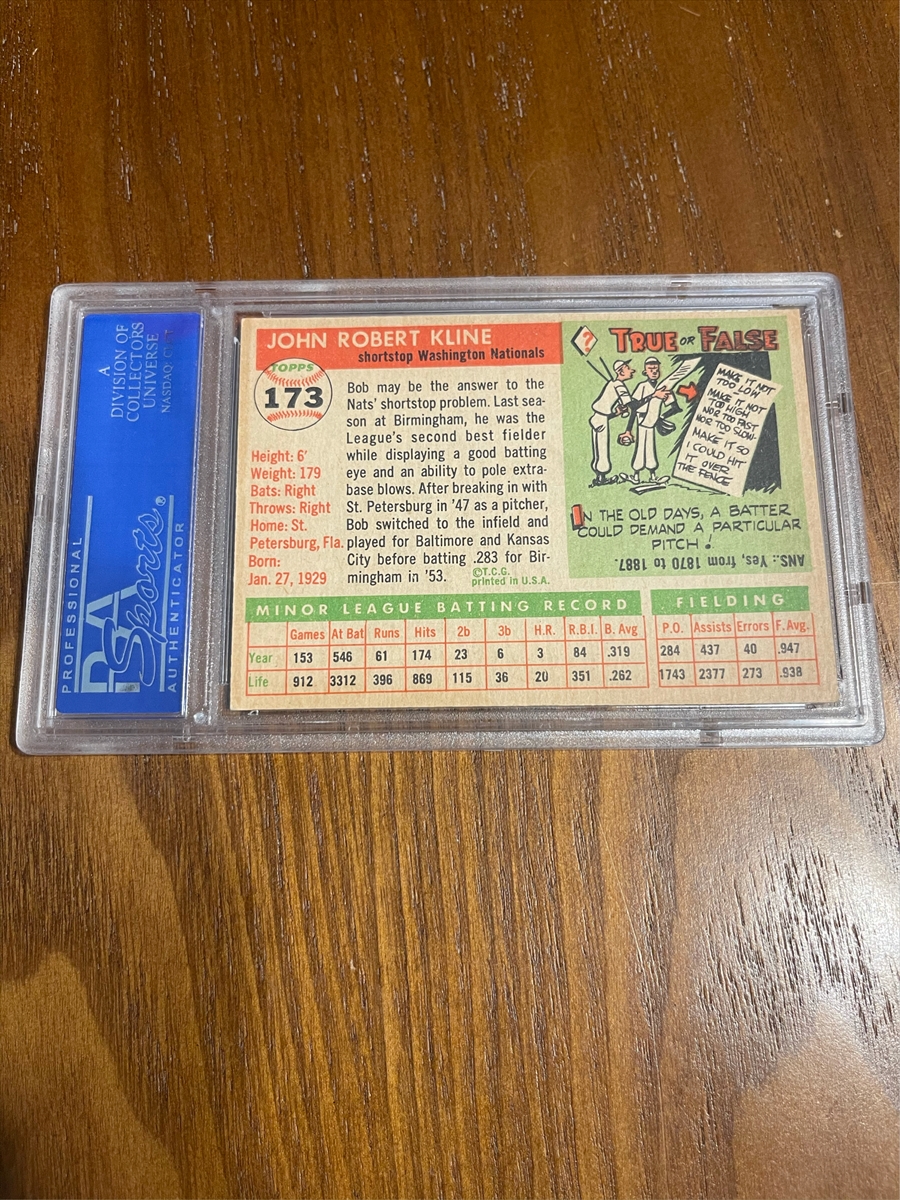 A
DIVISION OF
COLLECTORS
UNIVERSE
PROFESSIONAL
PSA
Sports®
AUTHENTICATOR
JOHN ROBERT KLINE
shortstop Washington Nationals
TOPPS
173
Height: 6'
Weight: 179
Bats: Right
Throws: Right
Home: St.
Petersburg, Fla.
Born:
Jan. 27, 1929
Bob may be the answer to the
Nats' shortstop problem. Last sea-
son at Birmingham, he was the
League's second best fielder
while displaying a good batting
eye and an ability to pole extra-
base blows. After breaking in with
St. Petersburg in '47 as a pitcher,
Bob switched to the infield and
played for Baltimore and Kansas
City before batting .283 for Bir-
mingham in '53.
©T.C.G.
printed in U.S.A.
?
TRUE OR FALSE
MAKE IT NOT
TOO LOW
MAKE IT NOT
TOO HIGH
NOR TOO FAST
NOR TOO SLOW-
MAKE IT SO
I COULD HIT
IT OVER
THE FENCE
IN THE OLD DAYS, A BATTER
COULD DEMAND A PARTICULAR
PITCH!
ANS.: Yes, from 1870 to 1887.
MINOR LEAGUE BATTING RECORD
Games At Bat Runs Hits 2b 3b H.R. R.B.I. B. Avg
Year 153 546 61 174 23 6 3 84 .319
Life 912 3312 396 869 115 36 20 351 .262
FIELDING
P.O. Assists Errors F. Avg.
284 437 40 .947
1743 2377 273 .938